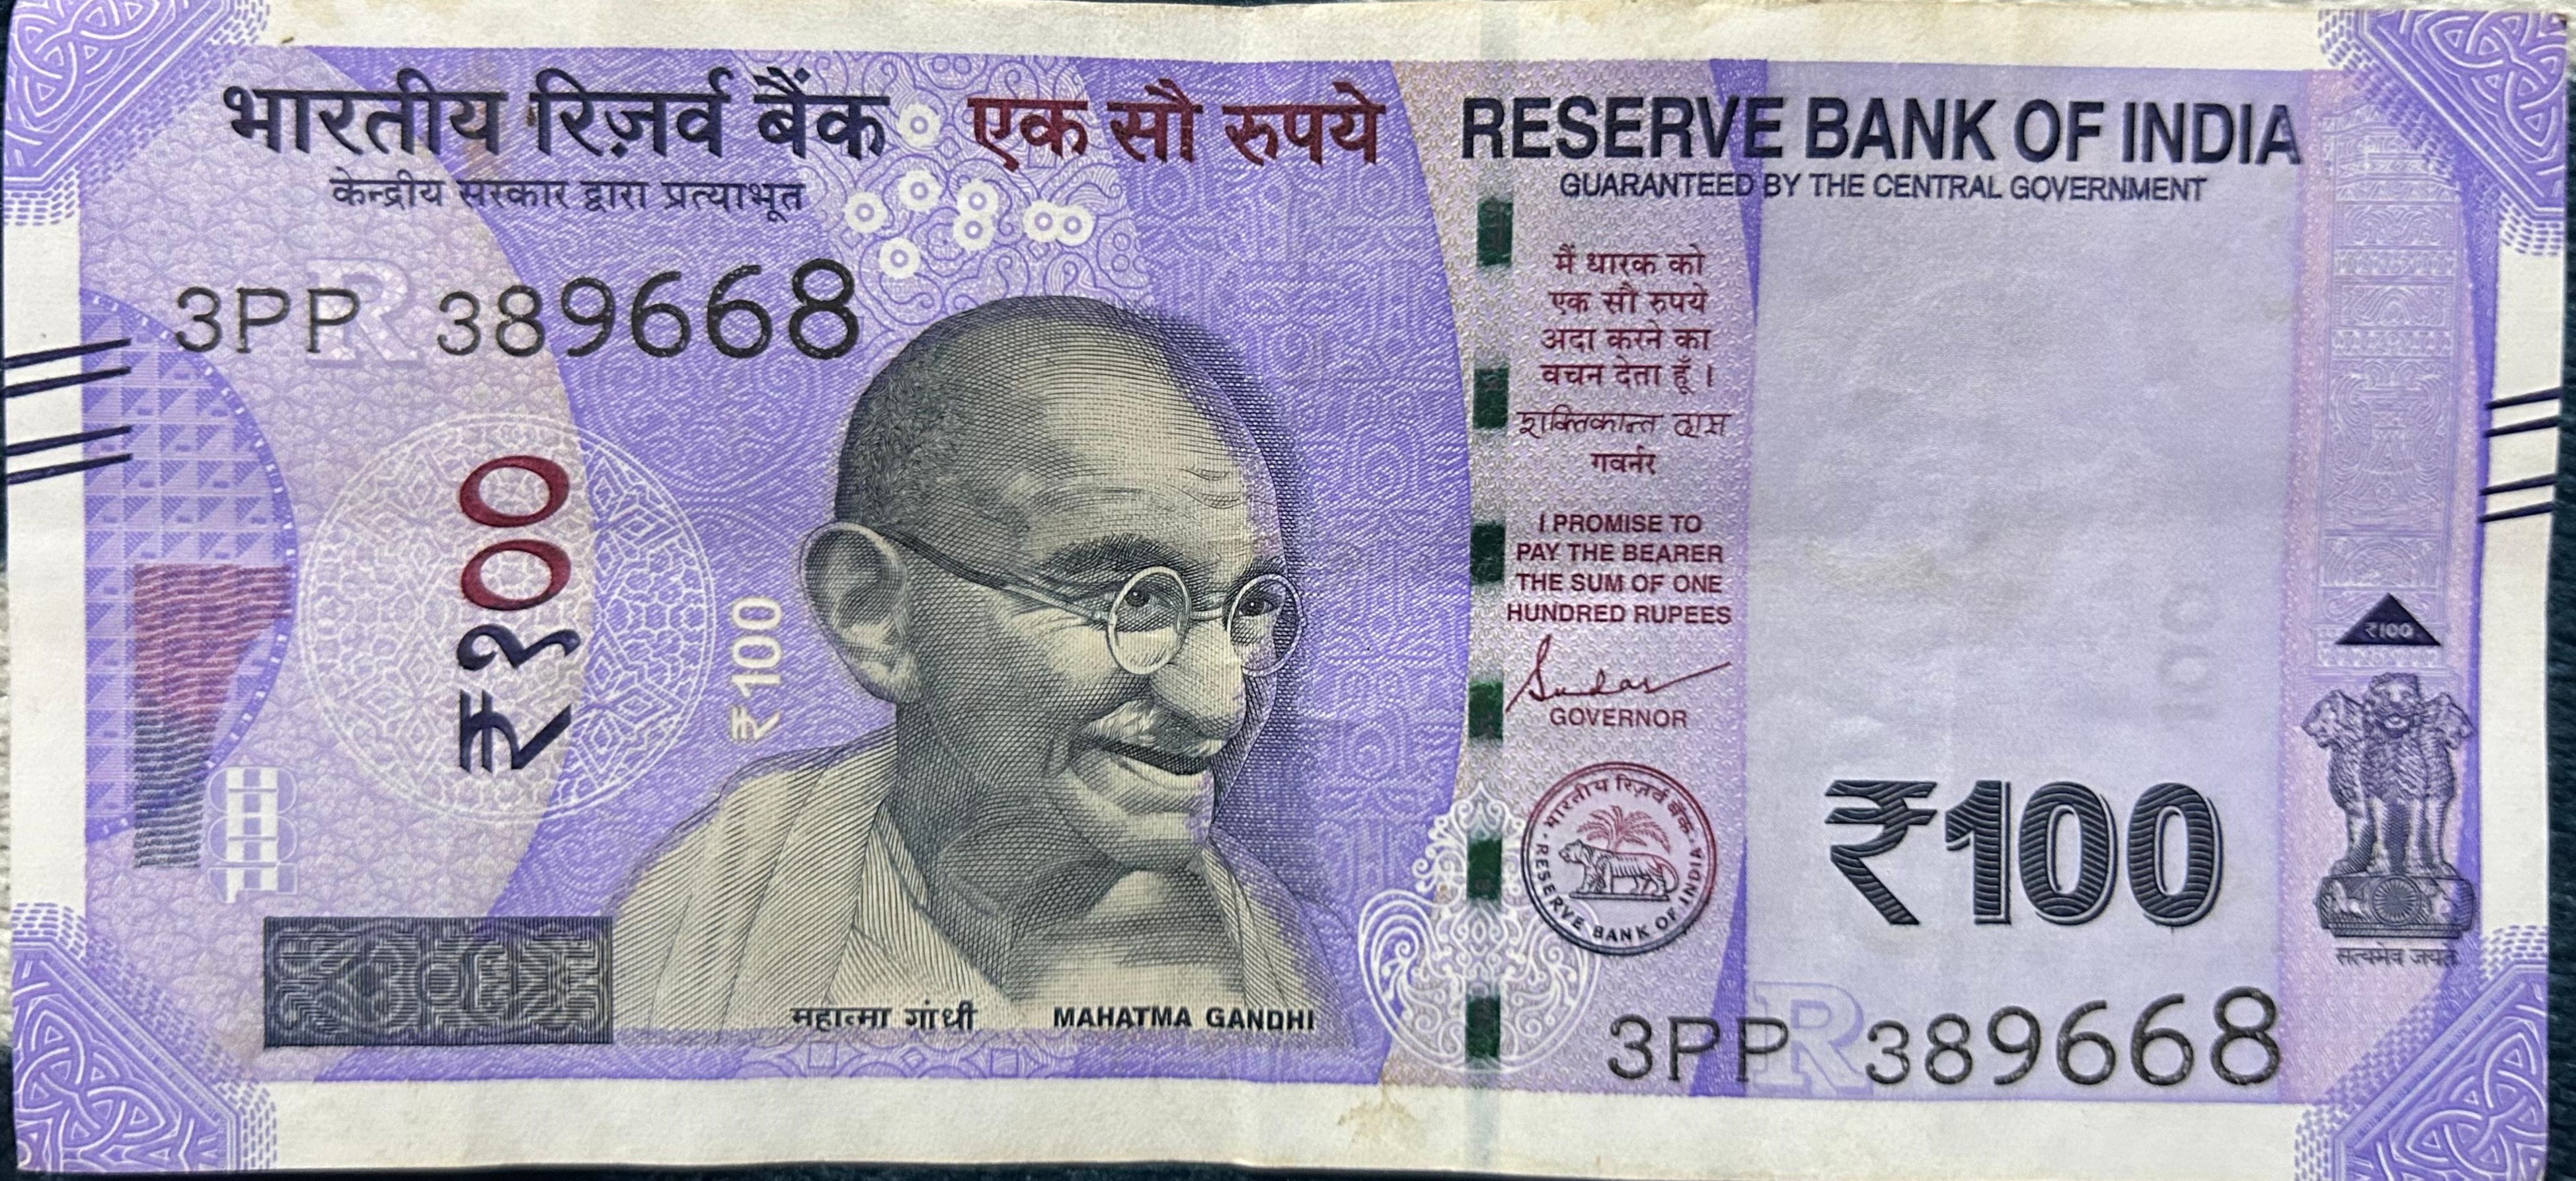 भारतीय रिज़र्व बैंक
केन्द्रीय सरकार द्वारा प्रत्याभूत
एक सौ रुपये
RESERVE BANK OF INDIA
GUARANTEED BY THE CENTRAL GOVERNMENT
3PP 389668
R
₹१००
₹100
मैं धारक को
एक सौ रुपये
अदा करने का
वचन देता हूँ ।
शक्तिकान्त दास
गवर्नर
I PROMISE TO
PAY THE BEARER
THE SUM OF ONE
HUNDRED RUPEES
GOVERNOR
भारतीय रिज़र्व बैंक
RESERVE BANK OF INDIA
₹100
₹100
100
सत्यमेव जयते
महात्मा गांधी
MAHATMA GANDHI
3PP 389668
R